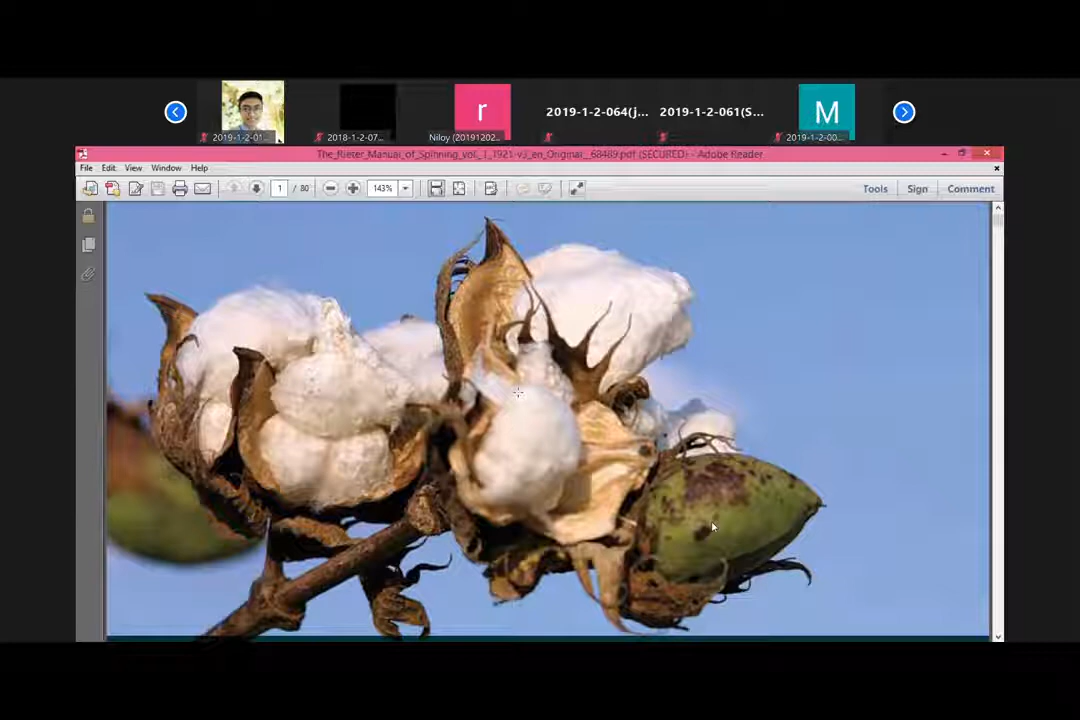 r
2019-1-2-064(j...
2019-1-2-061(S...
M
2019-1-2-01...
2018-1-2-07...
Niloy (20191202...
2019-1-2-00...
The_Rieter_Manual_of_Spinning_vol._1_1921-v3_en_Original_68489.pdf (SECURED) - Adobe Reader
File Edit View Window Help
1 / 80 143% Tools Sign Comment